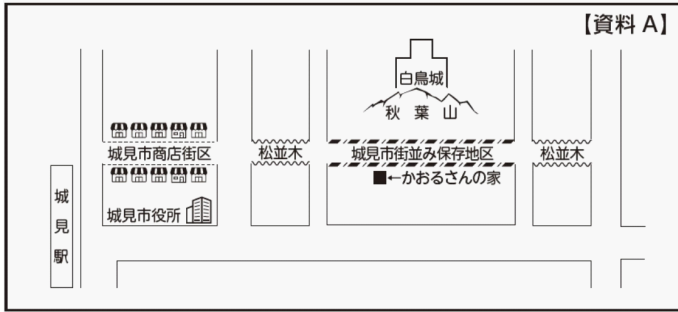 【資料 A】
白鳥城
秋葉山
城見市商店街区
松並木
城見市街並み保存地区
松並木
■←かおるさんの家
城見市役所
城見駅